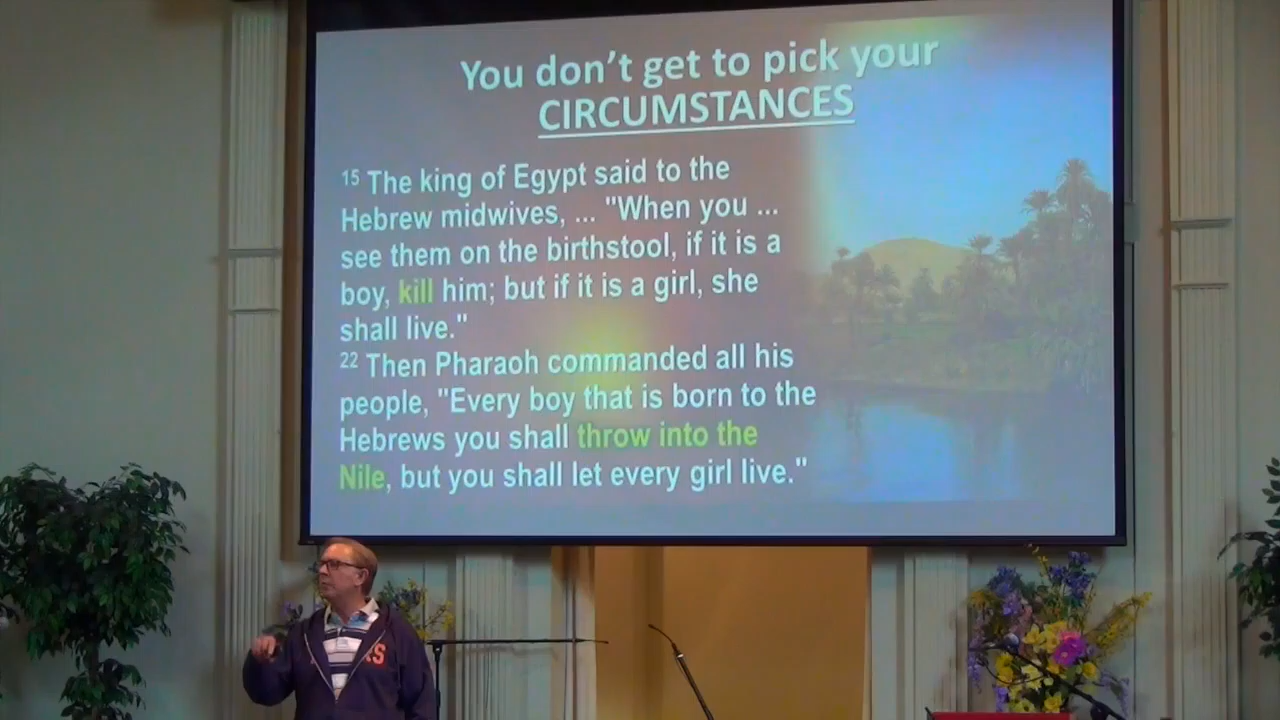 You don't get to pick your
CIRCUMSTANCES
15 The king of Egypt said to the
Hebrew midwives, ... "When you ...
see them on the birthstool, if it is a
boy, kill him; but if it is a girl, she
shall live."
22 Then Pharaoh commanded all his
people, "Every boy that is born to the
Hebrews you shall throw into the
Nile, but you shall let every girl live."